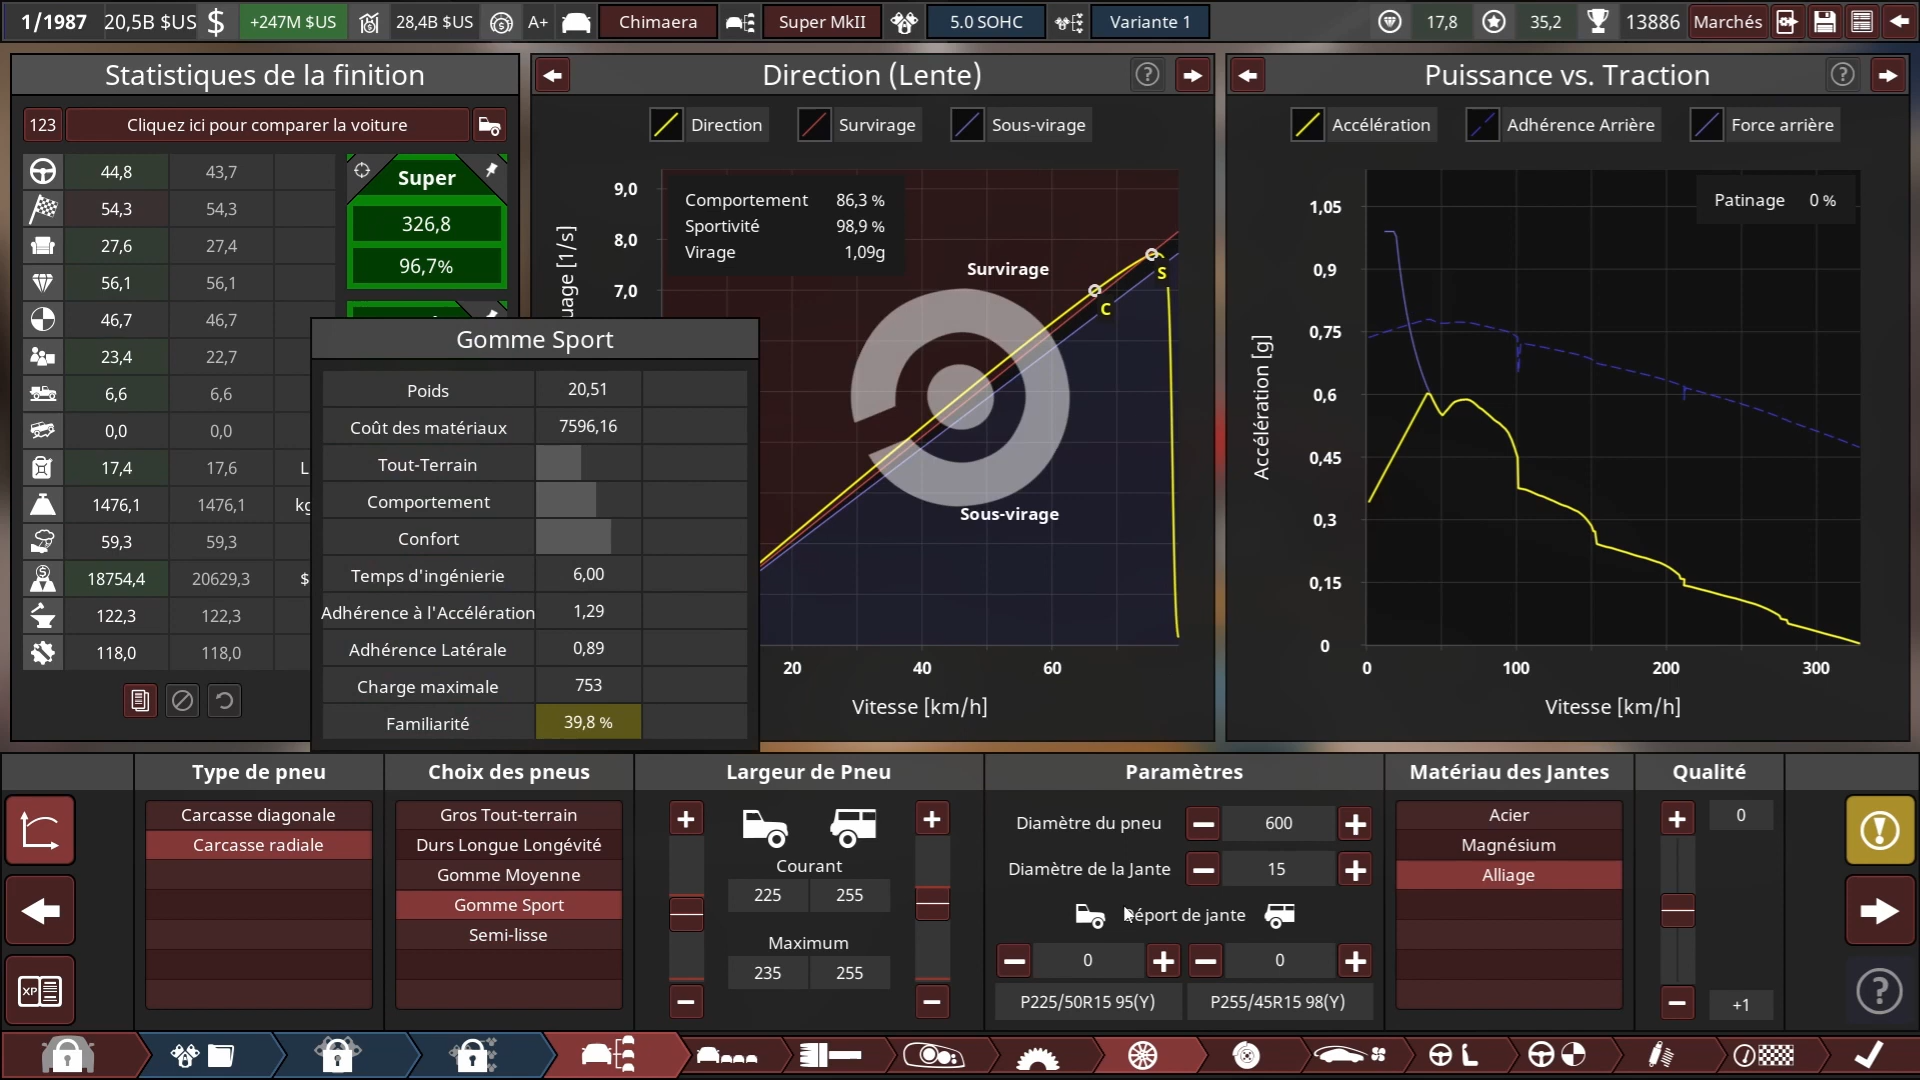 1/1987
20,5B $US
+247M $US
28,4B $US
A+
Chimaera
Super MkII
5.0 SOHC
Variante 1
17,8
35,2
13886
Marchés
Statistiques de la finition
123
Cliquez ici pour comparer la voiture
44,8 43,7
54,3 54,3
27,6 27,4
56,1 56,1
46,7 46,7
23,4 22,7
6,6 6,6
0,0 0,0
17,4 17,6 L
1476,1 1476,1
59,3 59,3
18754,4 20629,3 $
122,3 122,3
118,0 118,0
Super
326,8
96,7%
Gomme Sport
Poids 20,51
Coût des matériaux 7596,16
Tout-Terrain
Comportement
Confort
Temps d'ingénierie 6,00
Adhérence à l'Accélération 1,29
Adhérence Latérale 0,89
Charge maximale 753
Familiarité 39,8 %
Direction (Lente)
?
Direction
Survirage
Sous-virage
9,0
8,0
7,0
[1/s]
Comportement 86,3 %
Sportivité 98,9 %
Virage 1,09g
Survirage
S
C
Sous-virage
20 40 60
Vitesse [km/h]
Puissance vs. Traction
?
Accélération
Adhérence Arrière
Force arrière
Patinage 0 %
1,05
0,9
0,75
0,6
0,45
0,3
0,15
0
Accélération [g]
0 100 200 300
Vitesse [km/h]
Type de pneu
Carcasse diagonale
Carcasse radiale
Choix des pneus
Gros Tout-terrain
Durs Longue Longévité
Gomme Moyenne
Gomme Sport
Semi-lisse
Largeur de Pneu
Courant
225 255
Maximum
235 255
Paramètres
Diamètre du pneu 600
Diamètre de la Jante 15
Déport de jante
0 0
P225/50R15 95(Y) P255/45R15 98(Y)
Matériau des Jantes
Acier
Magnésium
Alliage
Qualité
0
+1
XP
?